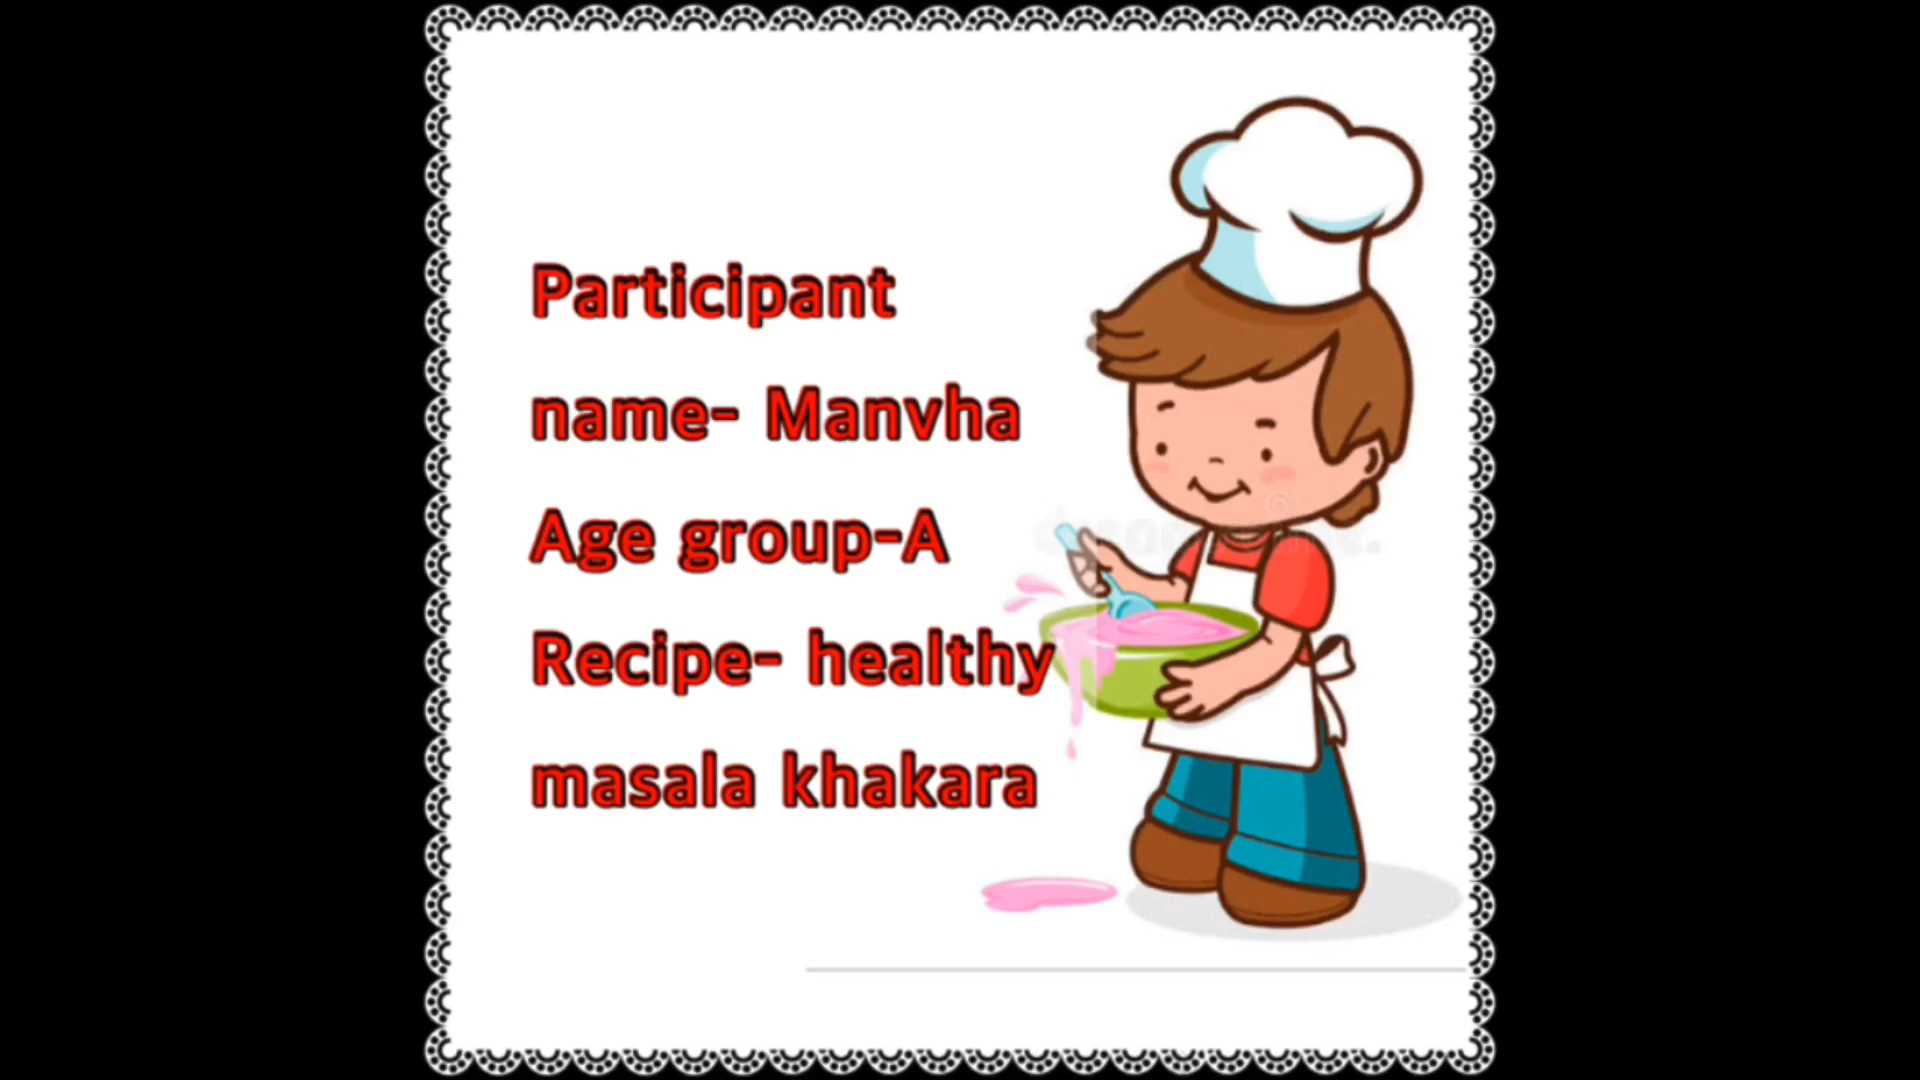 Participant
name- Manvha
Age group-A
Recipe- healthy
masala khakara